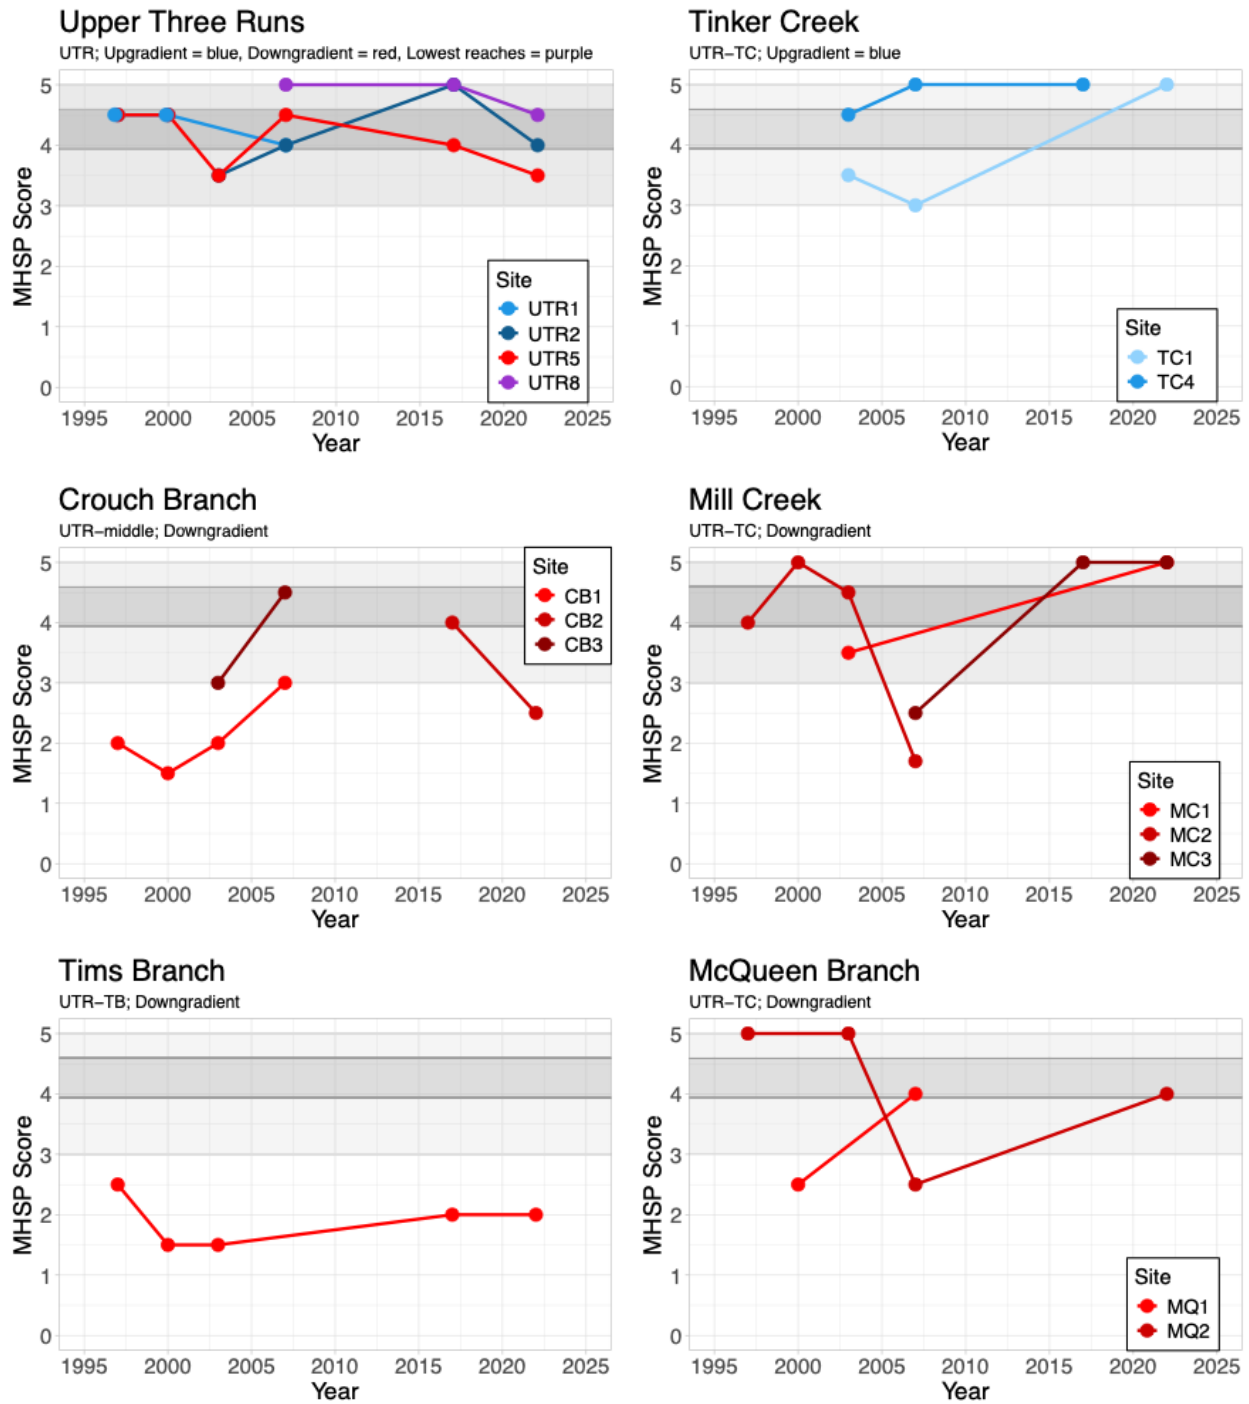 Upper Three Runs
UTR; Upgradient = blue, Downgradient = red, Lowest reaches = purple
MHSP Score
5
4
3
2
1
0
Site
UTR1
UTR2
UTR5
UTR8
1995 2000 2005 2010 2015 2020 2025
Year
Tinker Creek
UTR−TC; Upgradient = blue
MHSP Score
5
4
3
2
1
0
Site
TC1
TC4
1995 2000 2005 2010 2015 2020 2025
Year
Crouch Branch
UTR−middle; Downgradient
MHSP Score
5
4
3
2
1
0
Site
CB1
CB2
CB3
1995 2000 2005 2010 2015 2020 2025
Year
Mill Creek
UTR−TC; Downgradient
MHSP Score
5
4
3
2
1
0
Site
MC1
MC2
MC3
1995 2000 2005 2010 2015 2020 2025
Year
Tims Branch
UTR−TB; Downgradient
MHSP Score
5
4
3
2
1
0
1995 2000 2005 2010 2015 2020 2025
Year
McQueen Branch
UTR−TC; Downgradient
MHSP Score
5
4
3
2
1
0
Site
MQ1
MQ2
1995 2000 2005 2010 2015 2020 2025
Year